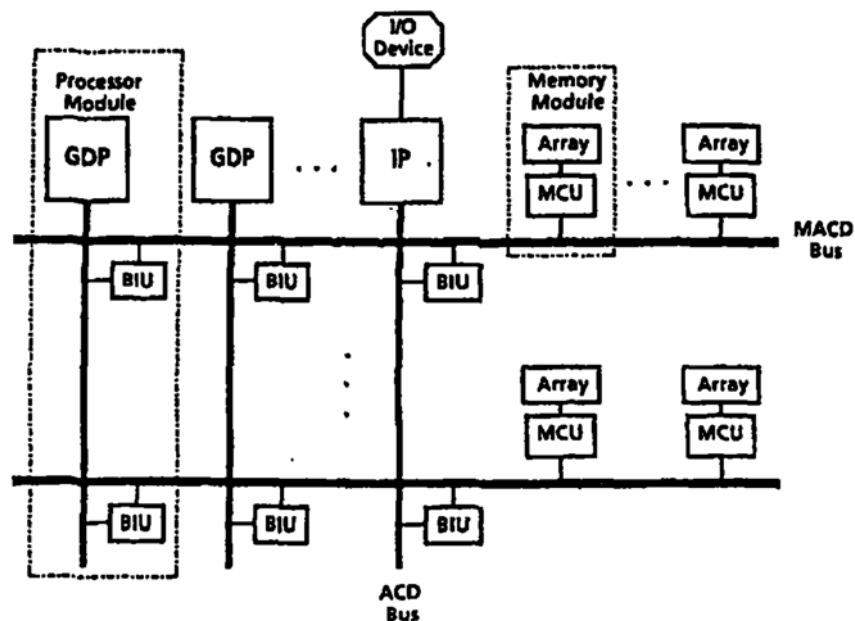 I/O
Device
Processor
Module
Memory
Module
GDP
GDP
IP
Array
Array
MCU
MCU
MACD
Bus
BIU
BIU
BIU
Array
Array
MCU
MCU
BIU
BIU
BIU
ACD
Bus